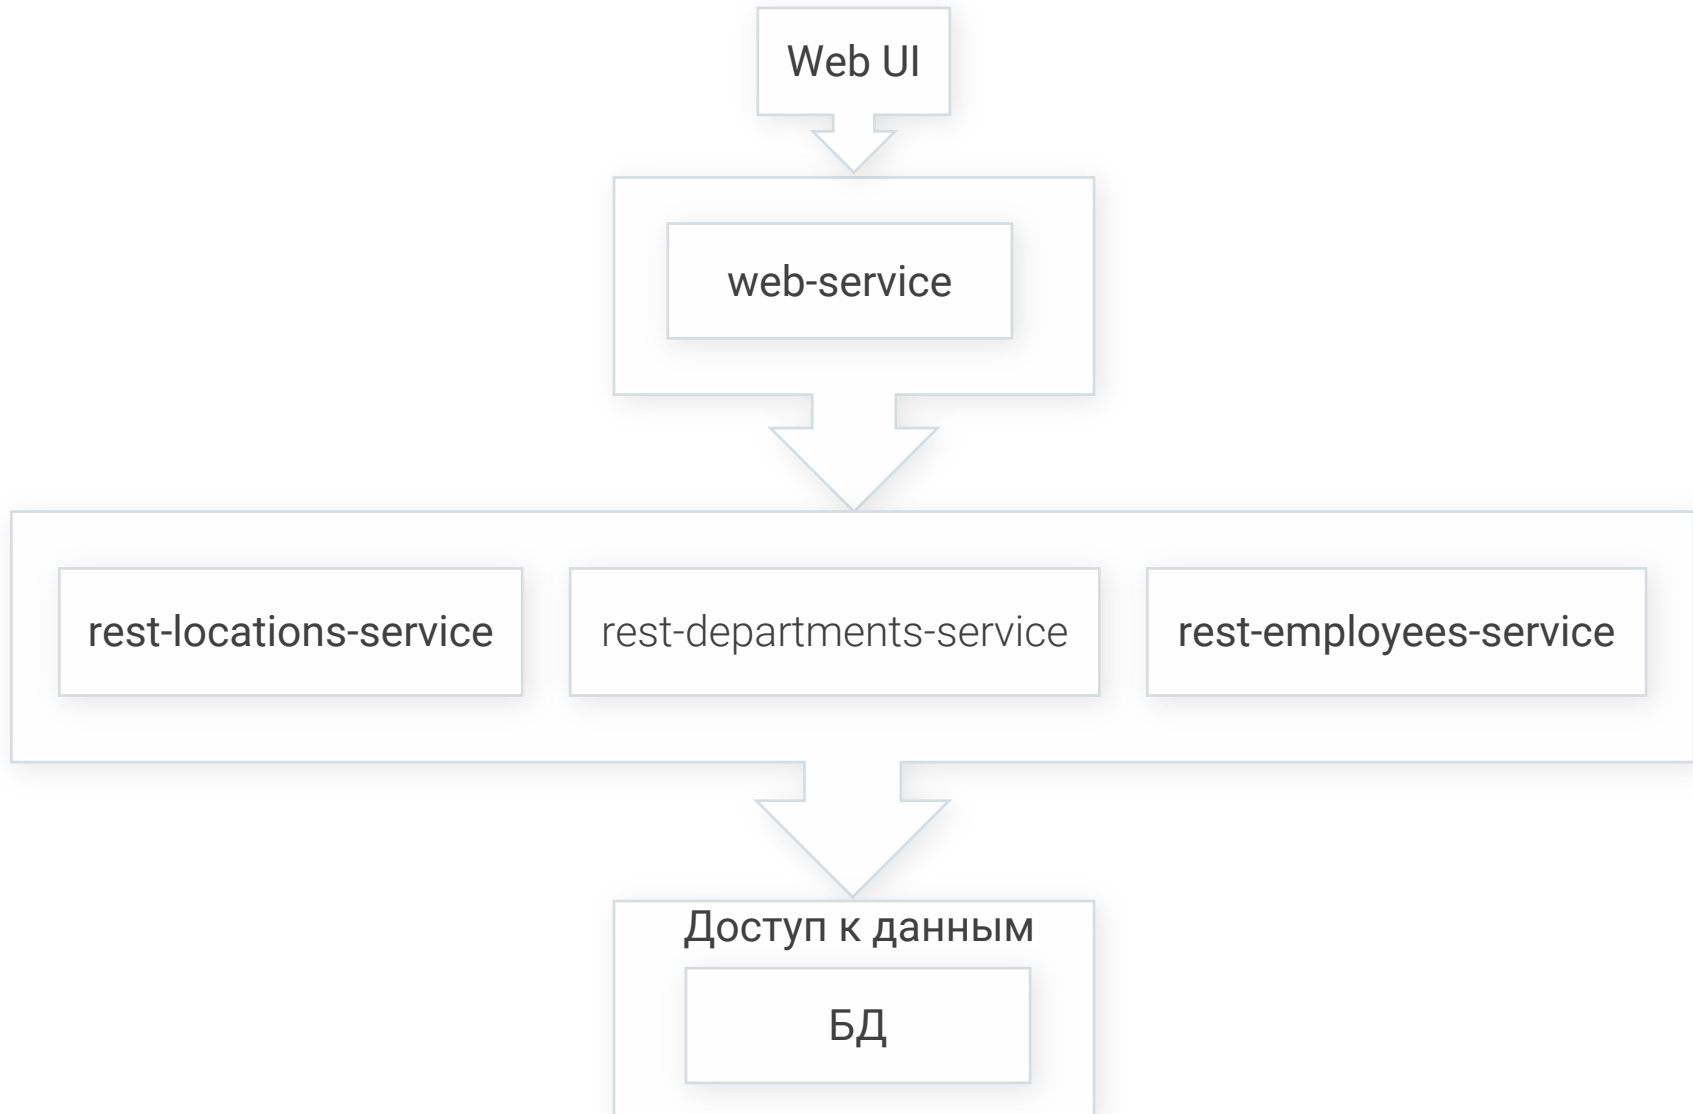 Web UI
web-service
rest-locations-service
rest-departments-service
rest-employees-service
Доступ к данным
БД